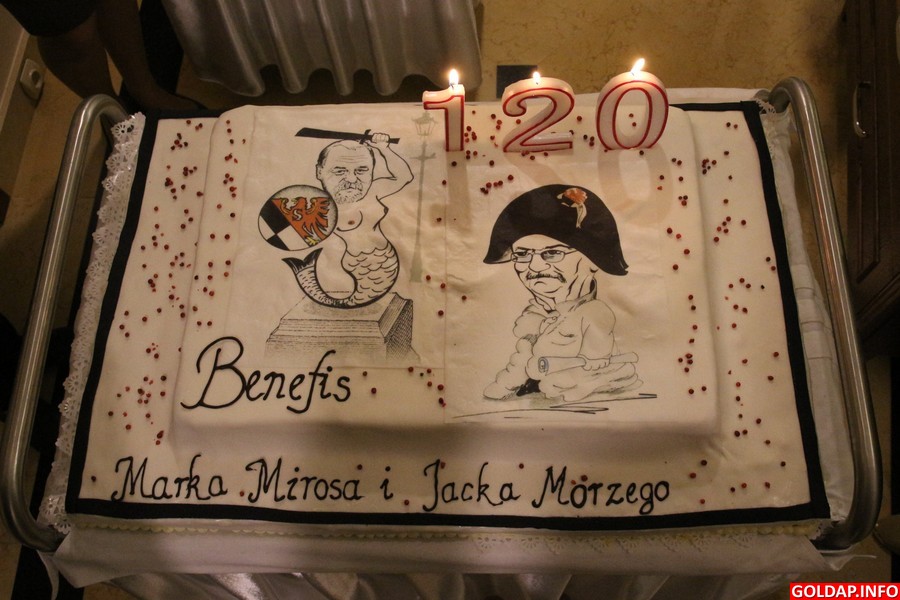 120
S
Benefis
Marka Mirosa i Jacka Morzego
GOLDAP.INFO